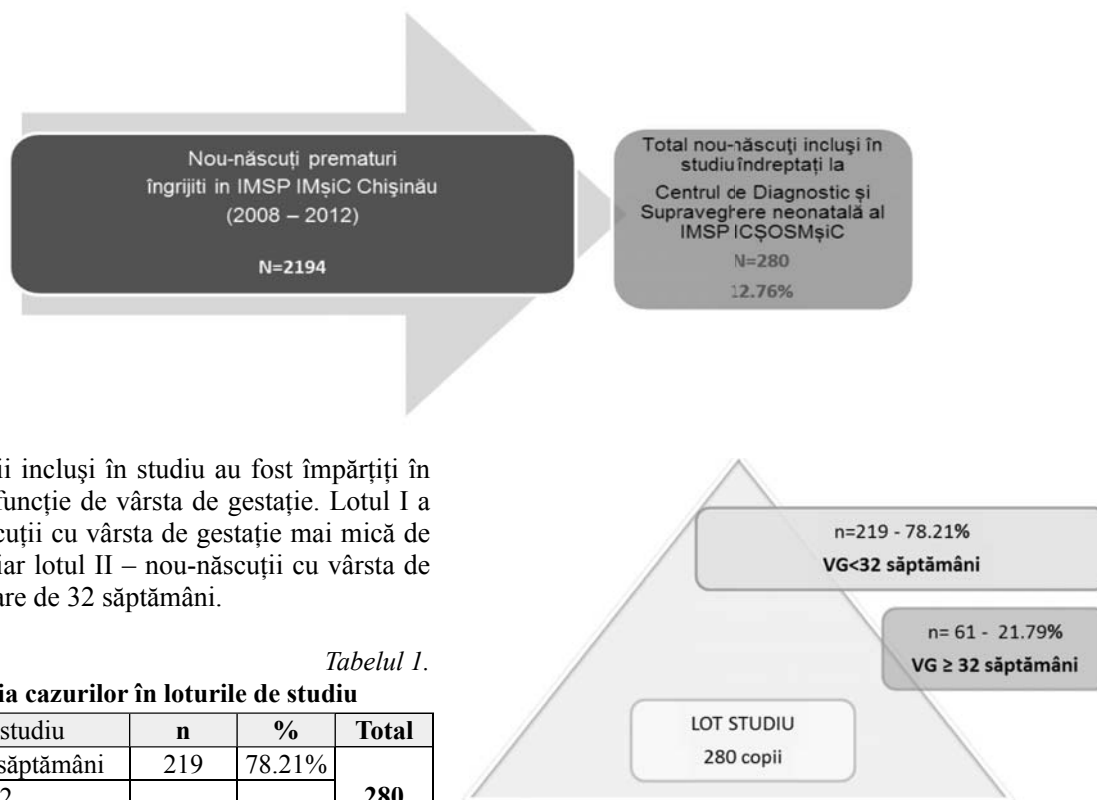 Nou-născuți prematuri
îngrijiti in IMSP IMșiC Chișinău
(2008 – 2012)
N=2194
Total nou-născuţi incluşi în
studiu îndreptați la
Centrul de Diagnostic și
Supraveghere neonatală al
IMSP ICȘOSMșiC
N=280
12.76%
ii incluşi în studiu au fost împărțiți în
funcție de vârsta de gestație. Lotul I a
cuții cu vârsta de gestație mai mică de
iar lotul II – nou-născuții cu vârsta de
are de 32 săptămâni.
Tabelul 1.
ia cazurilor în loturile de studiu
studiu n % Total
săptămâni 219 78.21%
280
n=219 - 78.21%
VG<32 săptămâni
n= 61 - 21.79%
VG ≥ 32 săptămâni
LOT STUDIU
280 copii